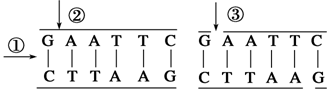 ② ③
G A A T T C G A A T T C
①
C T T A A G C T T A A G